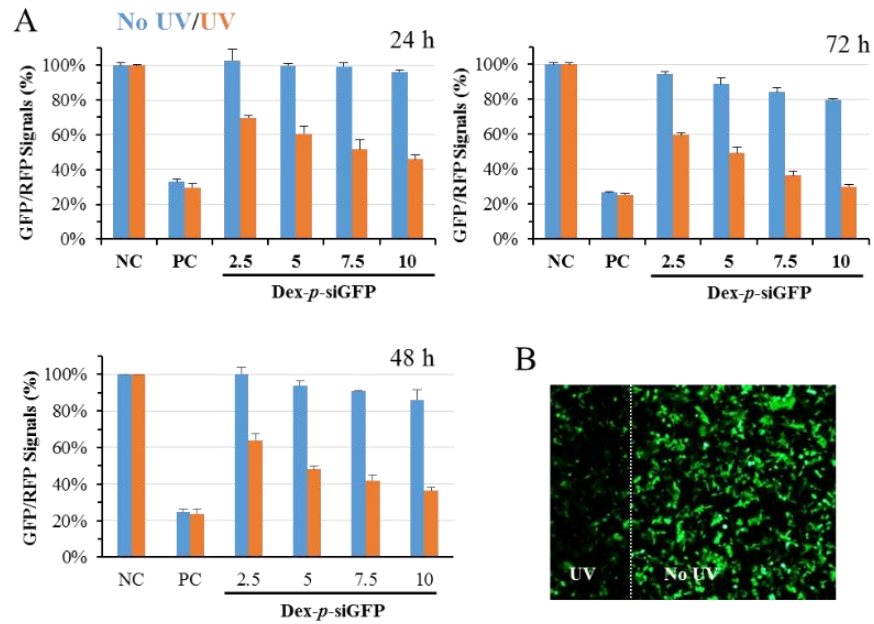 A
No UV/UV
24 h
GFP/RFP Signals (%)
100%
80%
60%
40%
20%
0%
NC PC 2.5 5 7.5 10
Dex-p-siGFP
72 h
GFP/RFP Signals (%)
100%
80%
60%
40%
20%
0%
NC PC 2.5 5 7.5 10
Dex-p-siGFP
48 h
GFP/RFP Signals (%)
100%
80%
60%
40%
20%
0%
NC PC 2.5 5 7.5 10
Dex-p-siGFP
B
UV No UV